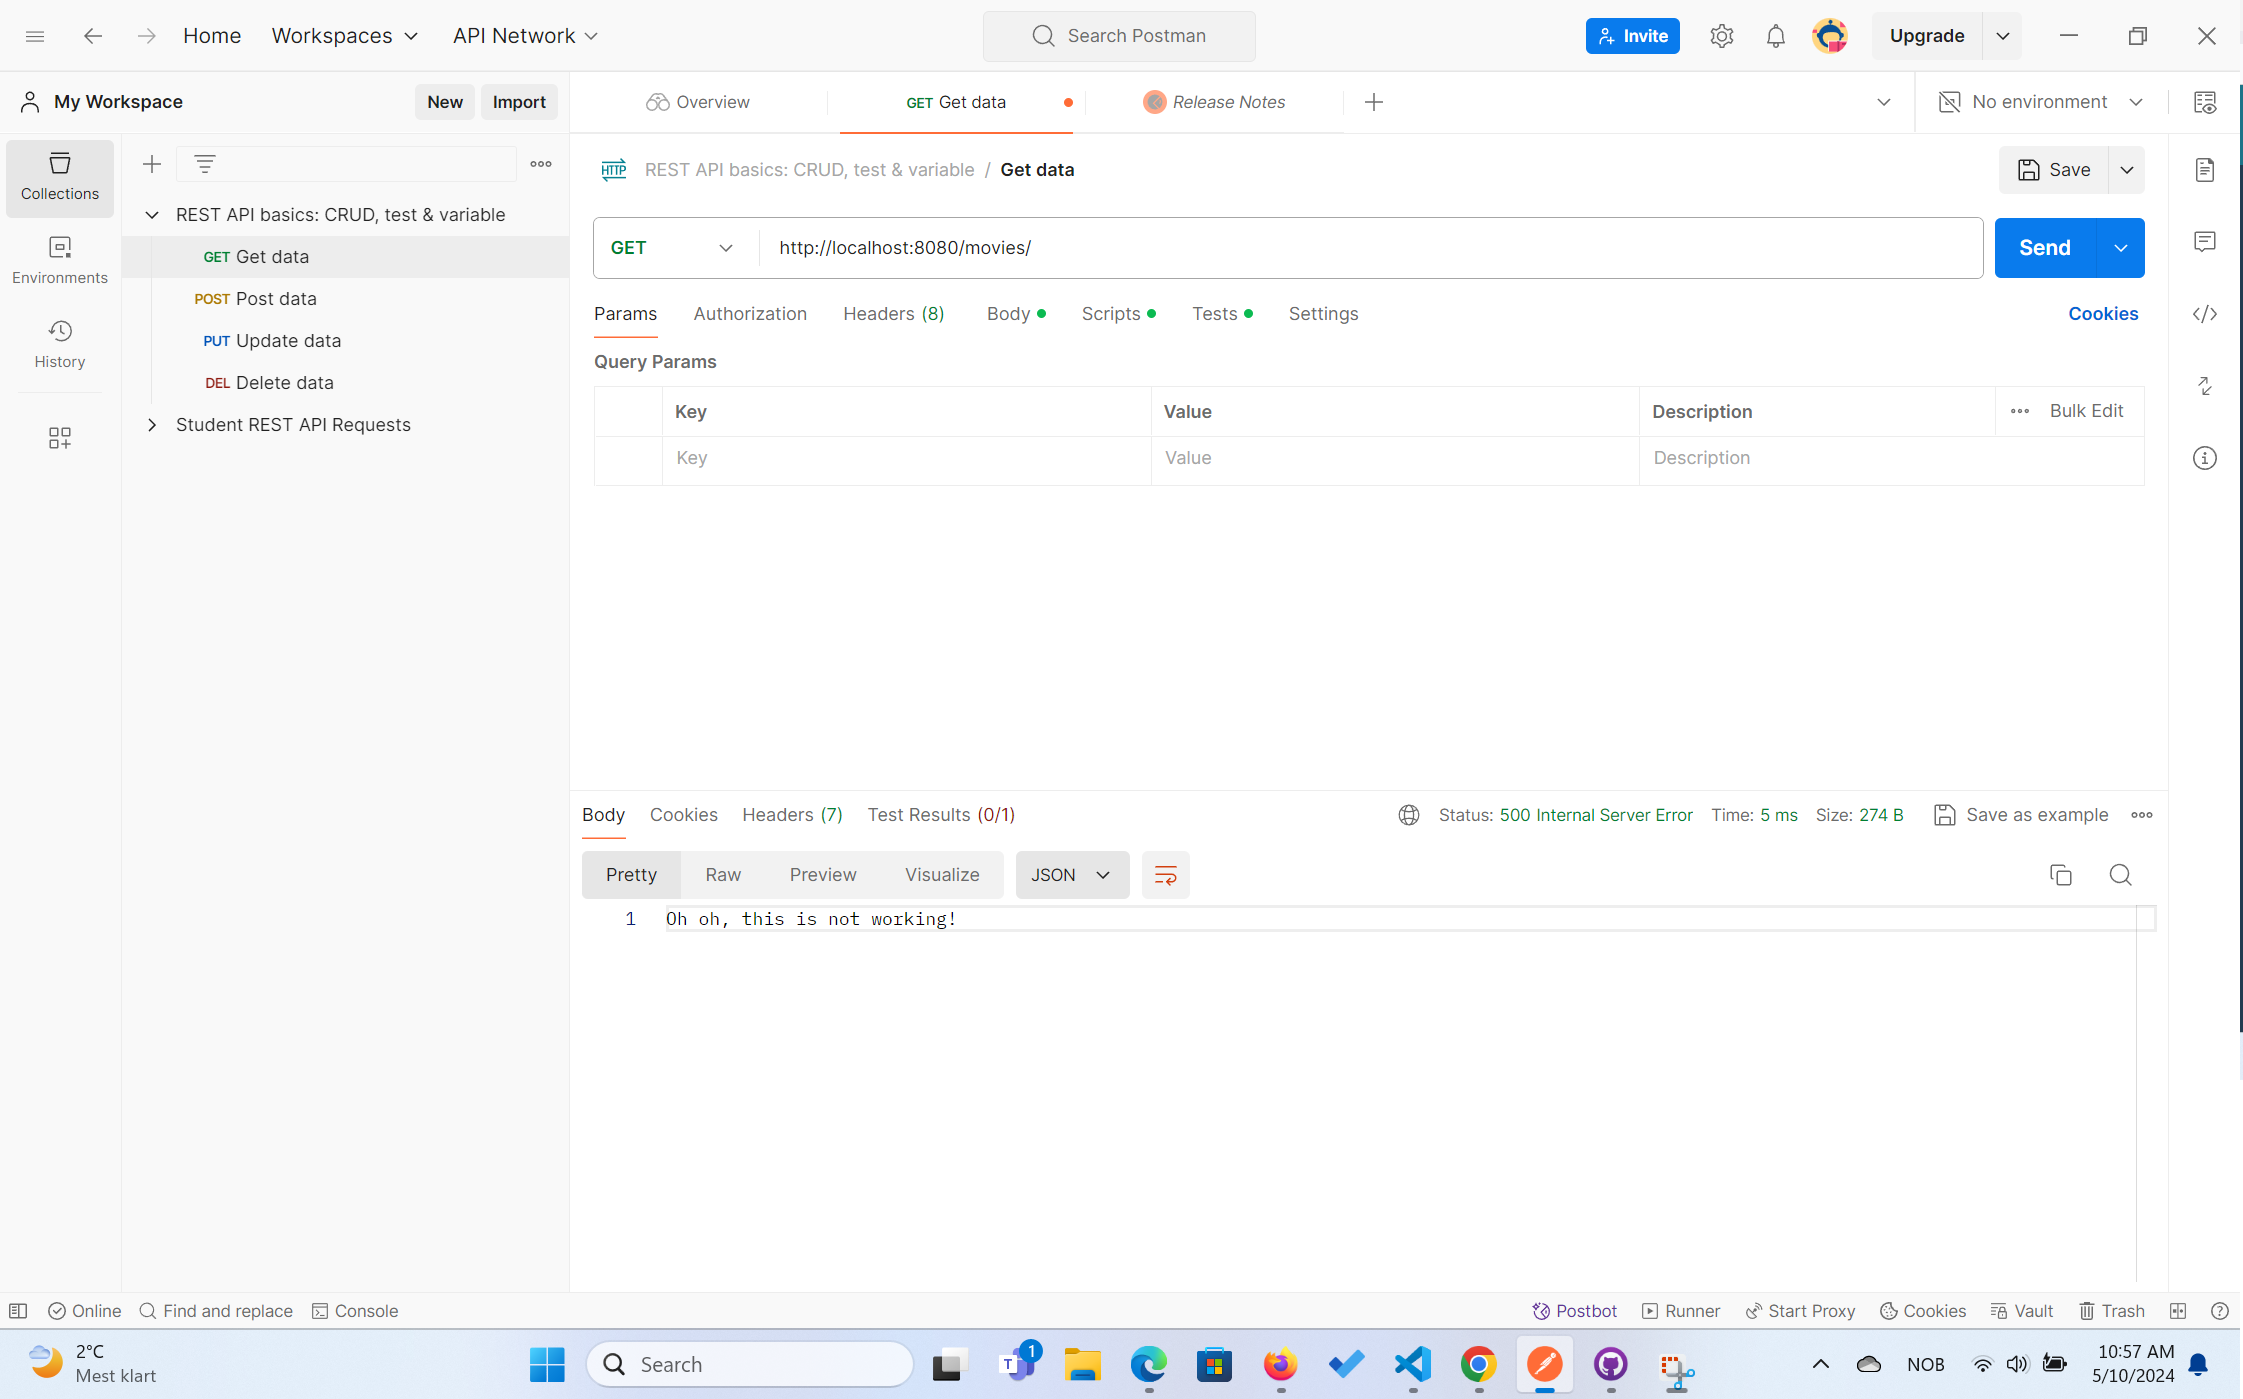 Home Workspaces API Network Search Postman Invite Upgrade
My Workspace New Import Overview GET Get data Release Notes No environment
Collections
Environments
History
REST API basics: CRUD, test & variable
GET Get data
POST Post data
PUT Update data
DEL Delete data
Student REST API Requests
HTTP REST API basics: CRUD, test & variable / Get data Save
GET http://localhost:8080/movies/ Send
Params Authorization Headers (8) Body Scripts Tests Settings Cookies
Query Params
Key Value Description Bulk Edit
Key Value Description
Body Cookies Headers (7) Test Results (0/1) Status: 500 Internal Server Error Time: 5 ms Size: 274 B Save as example
Pretty Raw Preview Visualize JSON
1 Oh oh, this is not working!
Online Find and replace Console Postbot Runner Start Proxy Cookies Vault Trash
2°C
Mest klart
Search
T 1
NOB
10:57 AM
5/10/2024